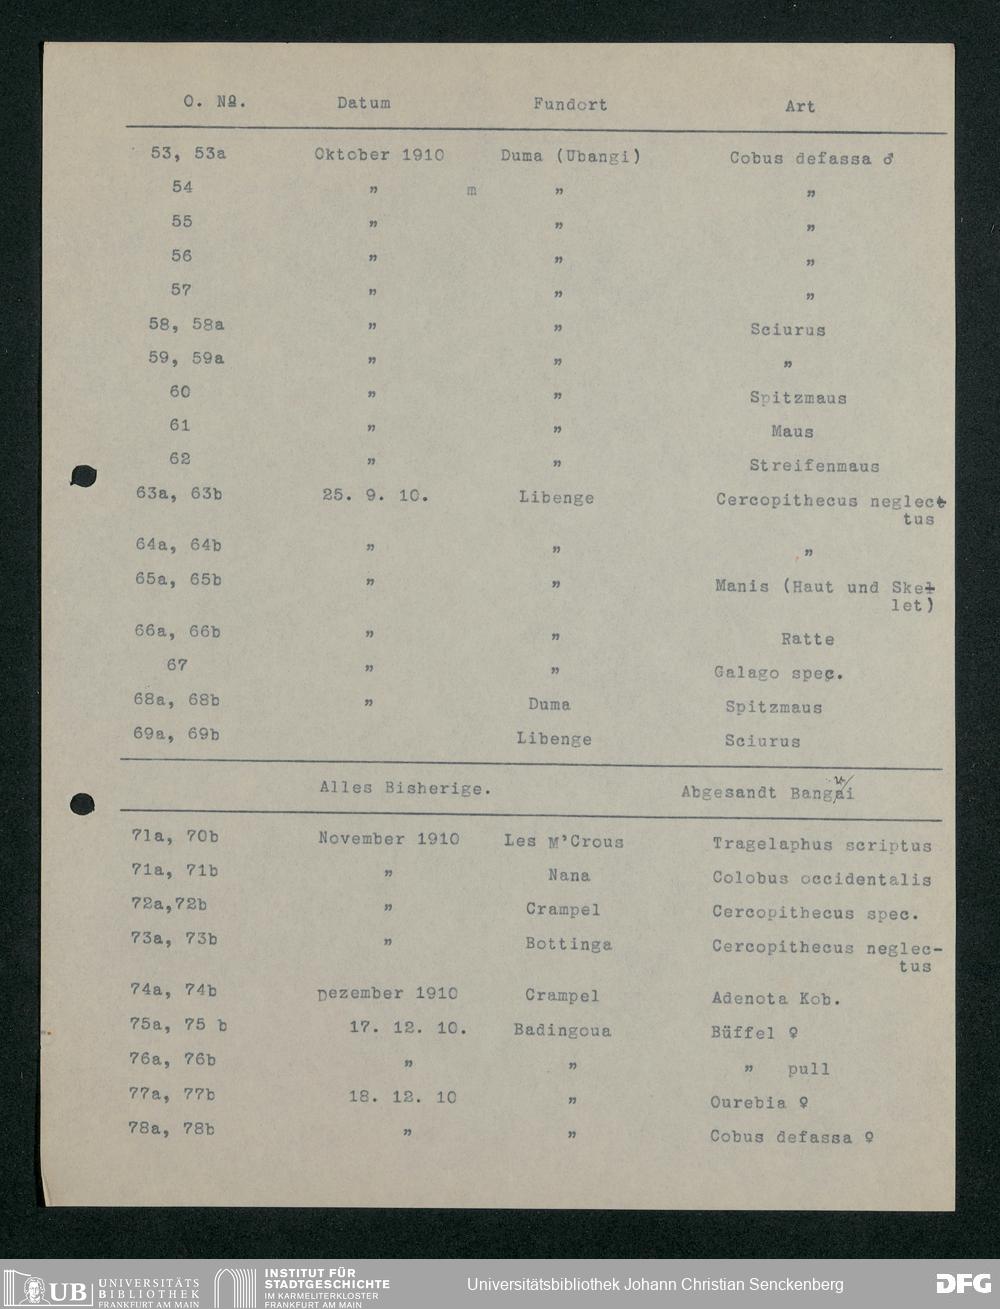 O. Nº. Datum Fundort Art
53, 53a Oktober 1910 Duma (Ubangi) Cobus defassa ♂
54 " m " "
55 " " "
56 " " "
57 " " "
58, 58a " " Sciurus
59, 59a " " "
60 " " Spitzmaus
61 " " Maus
62 " " Streifenmaus
63a, 63b 25. 9. 10. Libenge Cercopithecus neglect
tus
64a, 64b " " "
65a, 65b " " Manis (Haut und Skel
let)
66a, 66b " " Ratte
67 " " Galago spec.
68a, 68b " Duma Spitzmaus
69a, 69b Libenge Sciurus
Alles Bisherige. Abgesandt Bangui
71a, 70b November 1910 Les M'Crous Tragelaphus scriptus
71a, 71b " Nana Colobus occidentalis
72a,72b " Crampel Cercopithecus spec.
73a, 73b " Bottinga Cercopithecus neglec-
tus
74a, 74b Dezember 1910 Crampel Adenota Kob.
75a, 75 b 17. 12. 10. Badingoua Büffel ♀
76a, 76b " " " pull
77a, 77b 18. 12. 10 " Ourebia ♀
78a, 78b " " Cobus defassa ♀
UB UNIVERSITÄTS
BIBLIOTHEK
FRANKFURT AM MAIN
INSTITUT FÜR
STADTGESCHICHTE
IM KARMELITERKLOSTER
FRANKFURT AM MAIN
Universitätsbibliothek Johann Christian Senckenberg
DFG